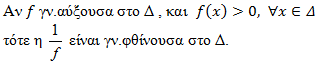 Αν f γν.αύξουσα στο Δ , και f(x) > 0, ∀x ∈ Δ
τότε η 1/f είναι γν.φθίνουσα στο Δ.